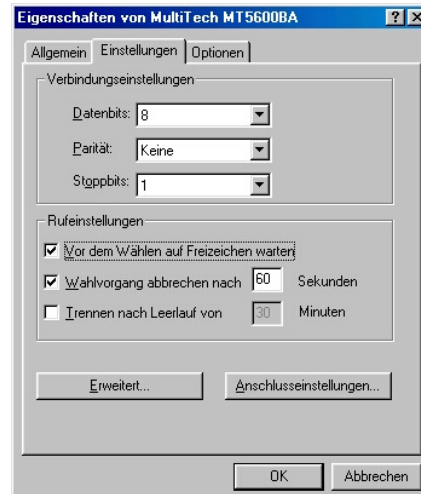 Eigenschaften von MultiTech MT5600BA
Allgemein Einstellungen Optionen
Verbindungseinstellungen
Datenbits: 8
Parität: Keine
Stoppbits: 1
Rufeinstellungen
Vor dem Wählen auf Freizeichen warten
Wahlvorgang abbrechen nach 60 Sekunden
Trennen nach Leerlauf von 30 Minuten
Erweitert... Anschlusseinstellungen...
OK Abbrechen